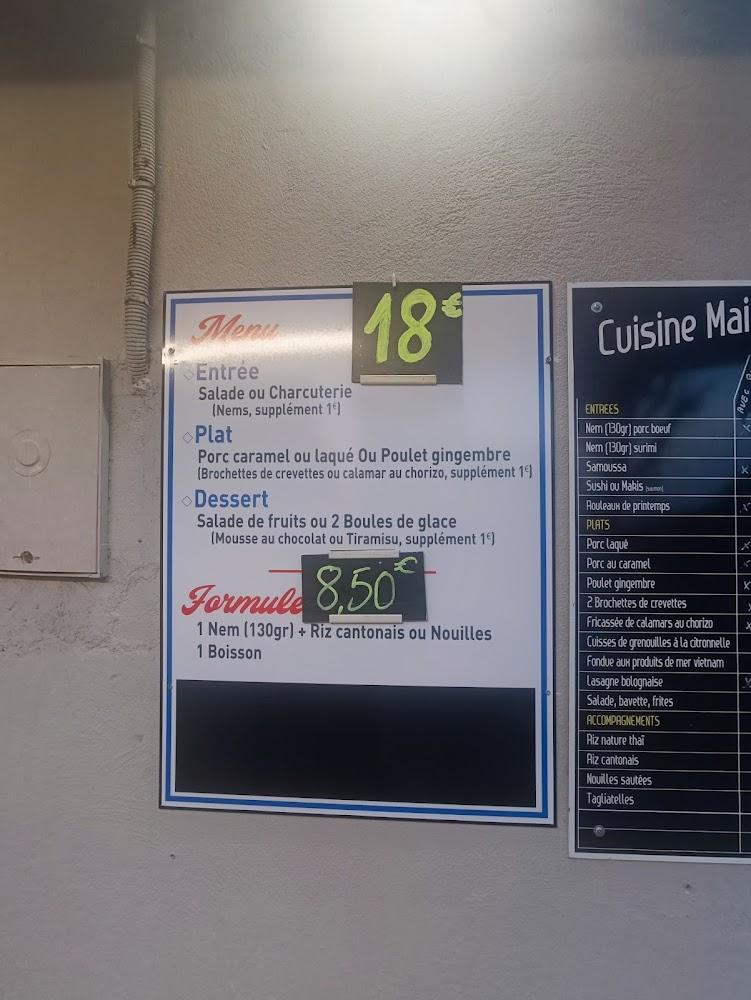 Menu
18€
Entrée
Salade ou Charcuterie
(Nems, supplément 1€)
Plat
Porc caramel ou laqué Ou Poulet gingembre
(Brochettes de crevettes ou calamar au chorizo, supplément 1€)
Dessert
Salade de fruits ou 2 Boules de glace
(Mousse au chocolat ou Tiramisu, supplément 1€)
8,50€
Formule
1 Nem (130gr) + Riz cantonais ou Nouilles
1 Boisson
Cuisine Mai
AVEC
ENTREES
Nem (130gr) porc boeuf
Nem (130gr) surimi
Samoussa
Sushi ou Makis (saumon)
Rouleaux de printemps
PLATS
Porc laqué
Porc au caramel
Poulet gingembre
2 Brochettes de crevettes
Fricassée de calamars au chorizo
Cuisses de grenouilles à la citronnelle
Fondue aux produits de mer vietnam
Lasagne bolognaise
Salade, bavette, frites
ACCOMPAGNEMENTS
Riz nature thaï
Riz cantonais
Nouilles sautées
Tagliatelles